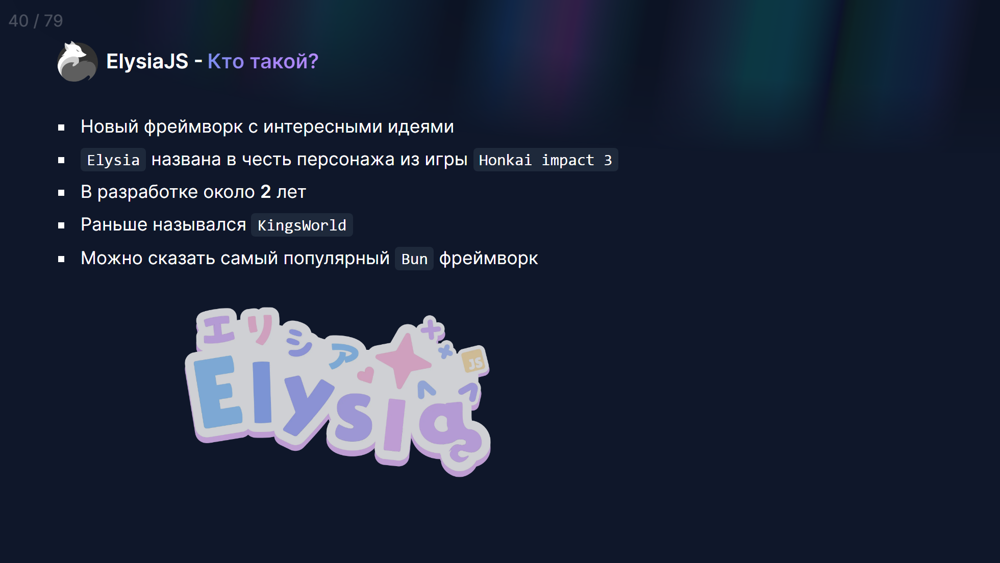 40 / 79
ElysiaJS - Кто такой?
Новый фреймворк с интересными идеями
Elysia названа в честь персонажа из игры Honkai impact 3
В разработке около 2 лет
Раньше назывался KingsWorld
Можно сказать самый популярный Bun фреймворк
エリシア
JS
Elysia